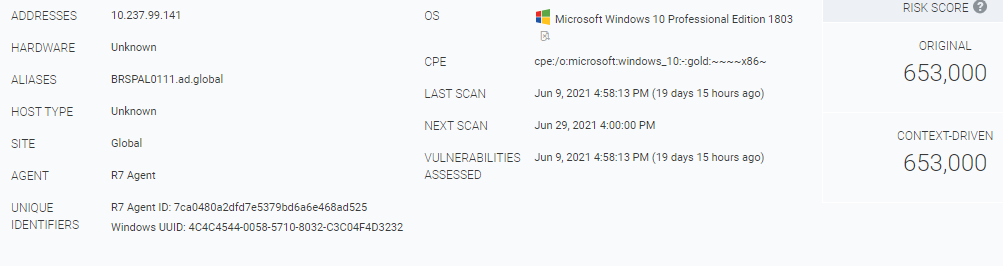 ADDRESSES 10.237.99.141
HARDWARE Unknown
ALIASES BRSPAL0111.ad.global
HOST TYPE Unknown
SITE Global
AGENT R7 Agent
UNIQUE IDENTIFIERS R7 Agent ID: 7ca0480a2dfd7e5379bd6a6e468ad525
Windows UUID: 4C4C4544-0058-5710-8032-C3C04F4D3232
OS Microsoft Windows 10 Professional Edition 1803
CPE cpe:/o:microsoft:windows_10:-:gold:~~~~x86~
LAST SCAN Jun 9, 2021 4:58:13 PM (19 days 15 hours ago)
NEXT SCAN Jun 29, 2021 4:00:00 PM
VULNERABILITIES ASSESSED Jun 9, 2021 4:58:13 PM (19 days 15 hours ago)
RISK SCORE ?
ORIGINAL
653,000
CONTEXT-DRIVEN
653,000